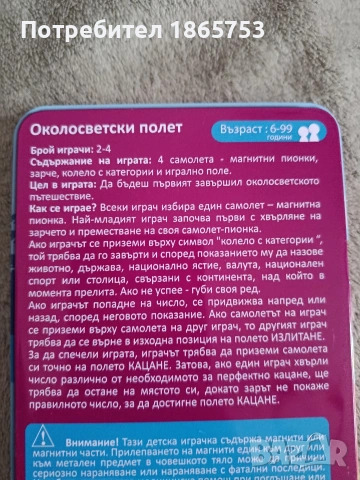 Потребител 1865753
Околосветски полет
Възраст: 6-99
години
Брой играчи: 2-4
Съдържание на играта: 4 самолета - магнитни пионки,
зарче, колело с категории и игрално поле.
Цел в играта: Да бъдеш първият завършил околосветското
пътешествие.
Как се играе? Всеки играч избира един самолет – магнитна
пионка. Най-младият играч започва първи с хвърляне на
зарчето и преместване на своя самолет-пионка.
Ако играчът се приземи върху символ "колело с категории ",
той трябва да го завърти и според показанието му да назове
животно, държава, национално ястие, валута, национален
спорт или столица, свързани с континента, над който в
момента прелита. Ако не успее - губи своя ред.
Ако играчът попадне на число, се придвижва напред или
назад, според неговото показание. Ако самолетът на играч
се приземи върху самолета на друг играч, то другият играч
трябва да се върне в изходна позиция на полето ИЗЛИТАНЕ.
За да спечели играта, играчът трябва да приземи самолета
си точно на полето КАЦАНЕ. Затова, ако един играч хвърли
число различно от необходимото за перфектно кацане, ще
трябва да остане на мястото си, докато зарът не покаже
правилното число, за да достигне полето КАЦАНЕ.
Внимание! Тази детска играчка съдържа магнити или
магнитни части. Прилепването на магнити един към друг или
към метален предмет в човешкото тяло може да причини
сериозно нараняване или нараняване с фатални последици.